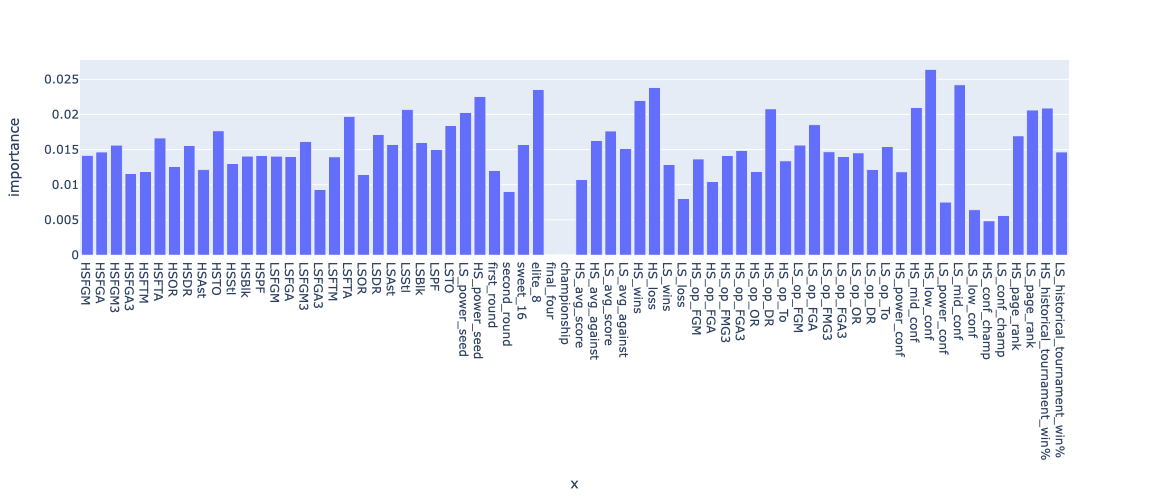 importance
0.025
0.02
0.015
0.01
0.005
0
HSFGM
HSFGA
HSFGM3
HSFGA3
HSFTM
HSFTA
HSOR
HSDR
HSAst
HSTO
HSStl
HSBlk
HSPF
LSFGM
LSFGA
LSFGM3
LSFGA3
LSFTM
LSFTA
LSOR
LSDR
LSAst
LSStl
LSBlk
LSPF
LSTO
LS_power_seed
HS_power_seed
first_round
second_round
sweet_16
elite_8
final_four
championship
HS_avg_score
HS_avg_against
LS_avg_score
LS_avg_against
HS_wins
HS_loss
LS_wins
LS_loss
HS_op_FGM
HS_op_FGA
HS_op_FMG3
HS_op_FGA3
HS_op_OR
HS_op_DR
HS_op_To
LS_op_FGM
LS_op_FGA
LS_op_FMG3
LS_op_FGA3
LS_op_OR
LS_op_DR
LS_op_To
HS_power_conf
HS_mid_conf
HS_low_conf
LS_power_conf
LS_mid_conf
LS_low_conf
HS_conf_champ
LS_conf_champ
HS_page_rank
LS_page_rank
HS_historical_tournament_win%
LS_historical_tournament_win%
x